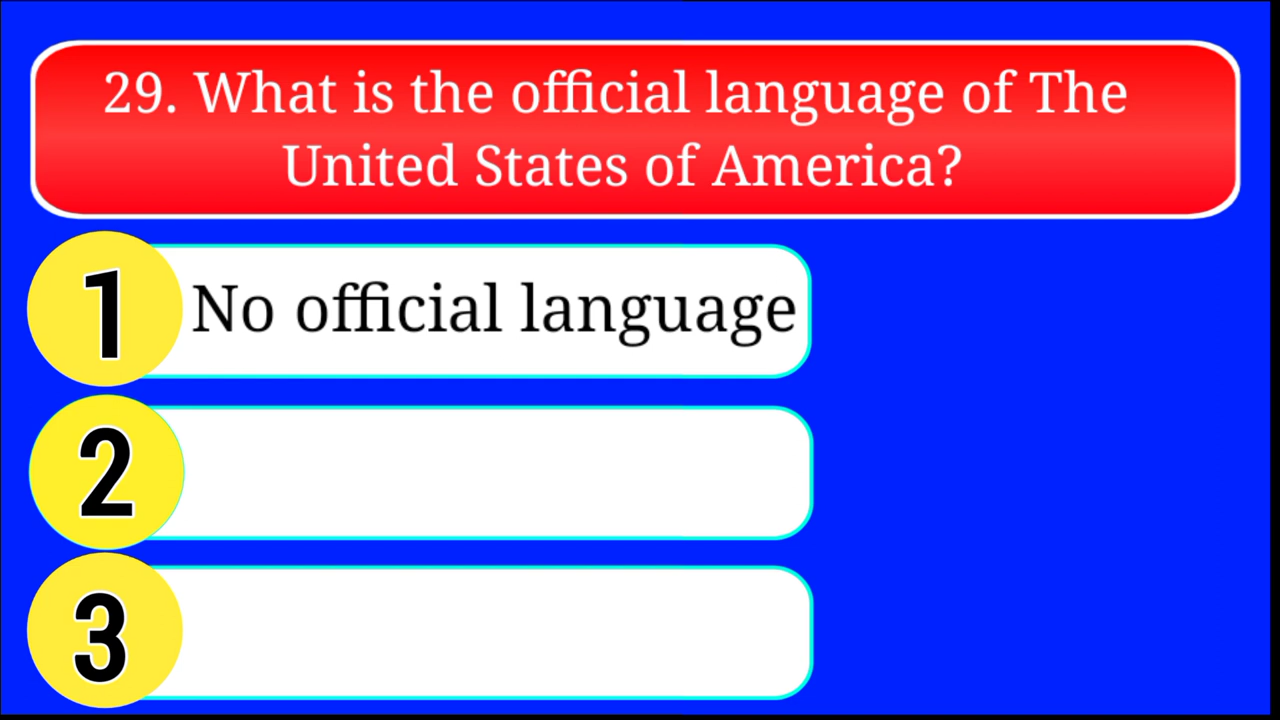 29. What is the official language of The
United States of America?
1 No official language
2
3